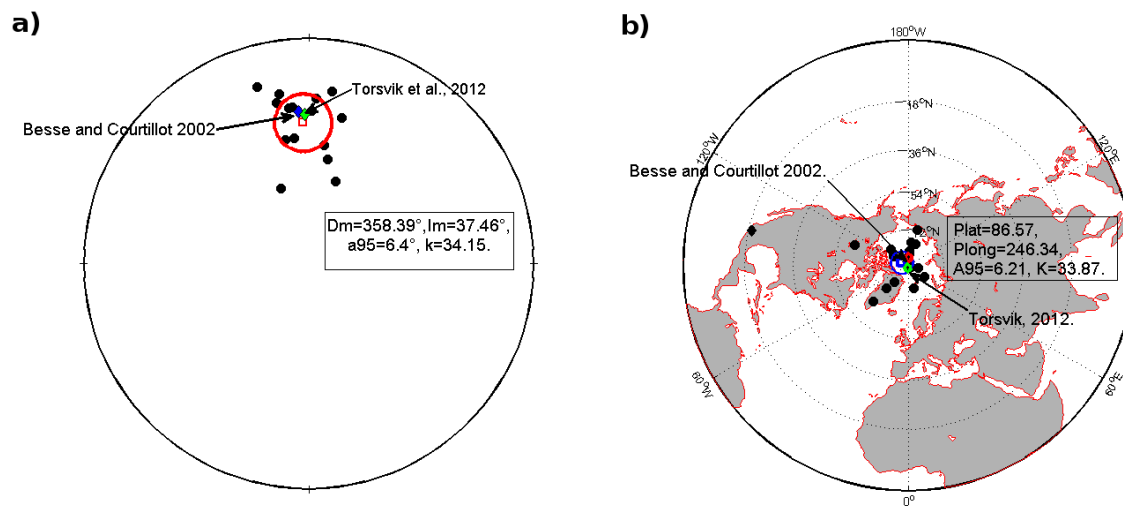 a)
Torsvik et al., 2012
Besse and Courtillot 2002
Dm=358.39°,Im=37.46°,
a95=6.4°, k=34.15.
b)
180°W
18°N
120°W
120°E
36°N
Besse and Courtillot 2002.
54°N
2°N
Plat=86.57,
Plong=246.34,
A95=6.21, K=33.87.
Torsvik, 2012.
60°W
60°E
0°